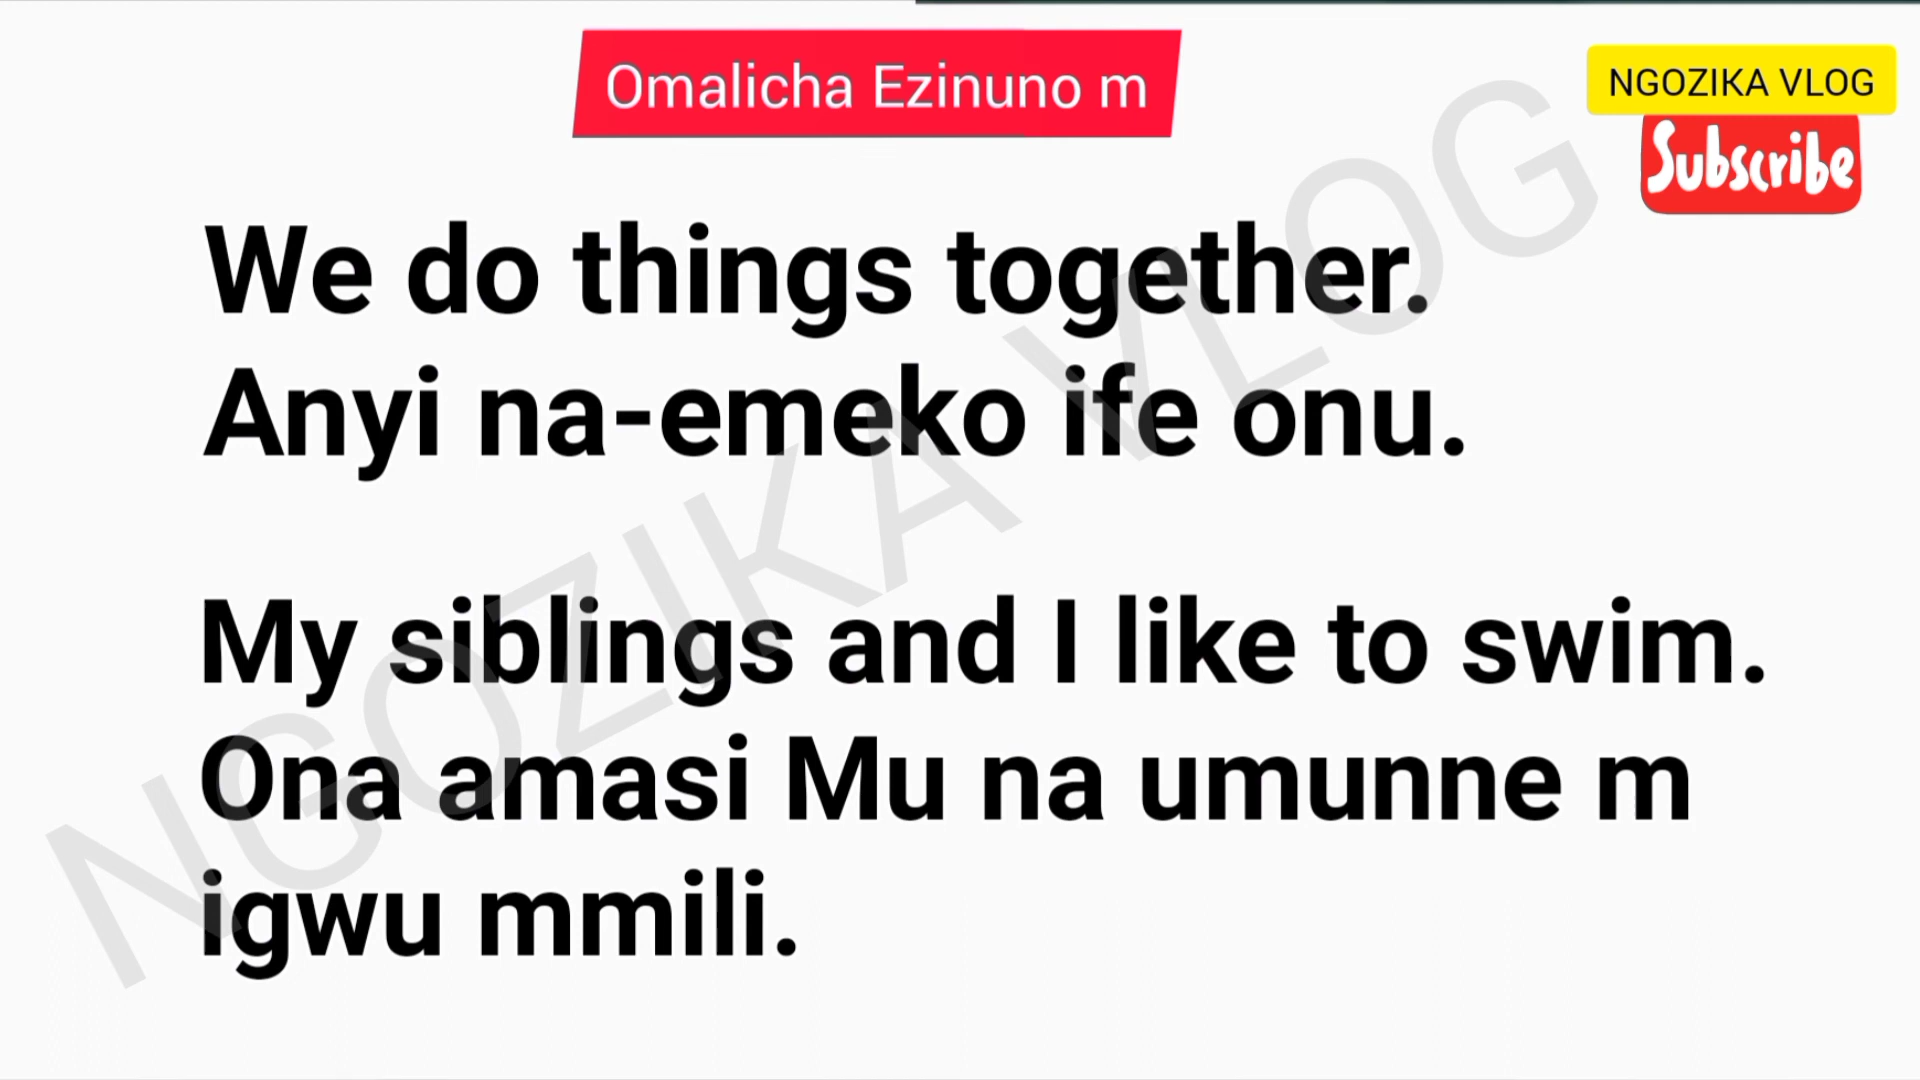 Omalicha Ezinuno m
NGOZIKA VLOG
Subscribe
We do things together.
Anyi na-emeko ife onu.
My siblings and I like to swim.
Ona amasi Mu na umunne m
igwu mmili.
NGOZIKA VLOG